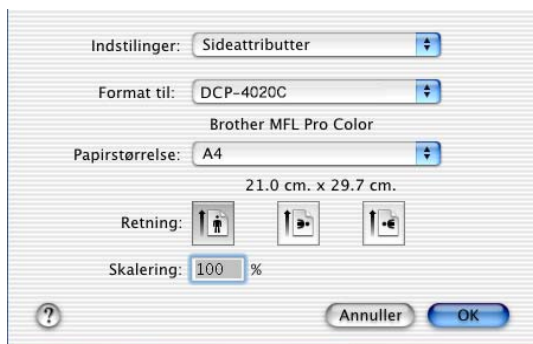 Indstilinger: Sideattributter
Format til: DCP-4020C
Brother MFL Pro Color
Papirstørrelse: A4
21.0 cm. x 29.7 cm.
Retning:
Skalering: 100 %
? Annuller OK